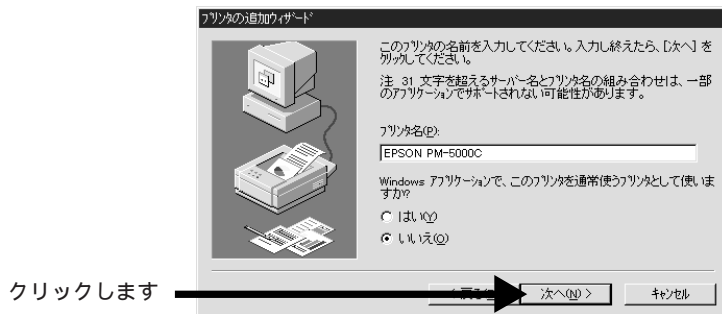 プリンタの追加ウィザード
このプリンタの名前を入力してください。入力し終えたら、[次へ] を
クリックしてください。
注 31 文字を超えるサーバー名とプリンタ名の組み合わせは、一部
のアプリケーションでサポートされない可能性があります。
プリンタ名(P):
EPSON PM-5000C
Windows アプリケーションで、このプリンタを通常使うプリンタとして使いま
すか?
はい(Y)
いいえ(O)
クリックします
次へ(N) >
キャンセル